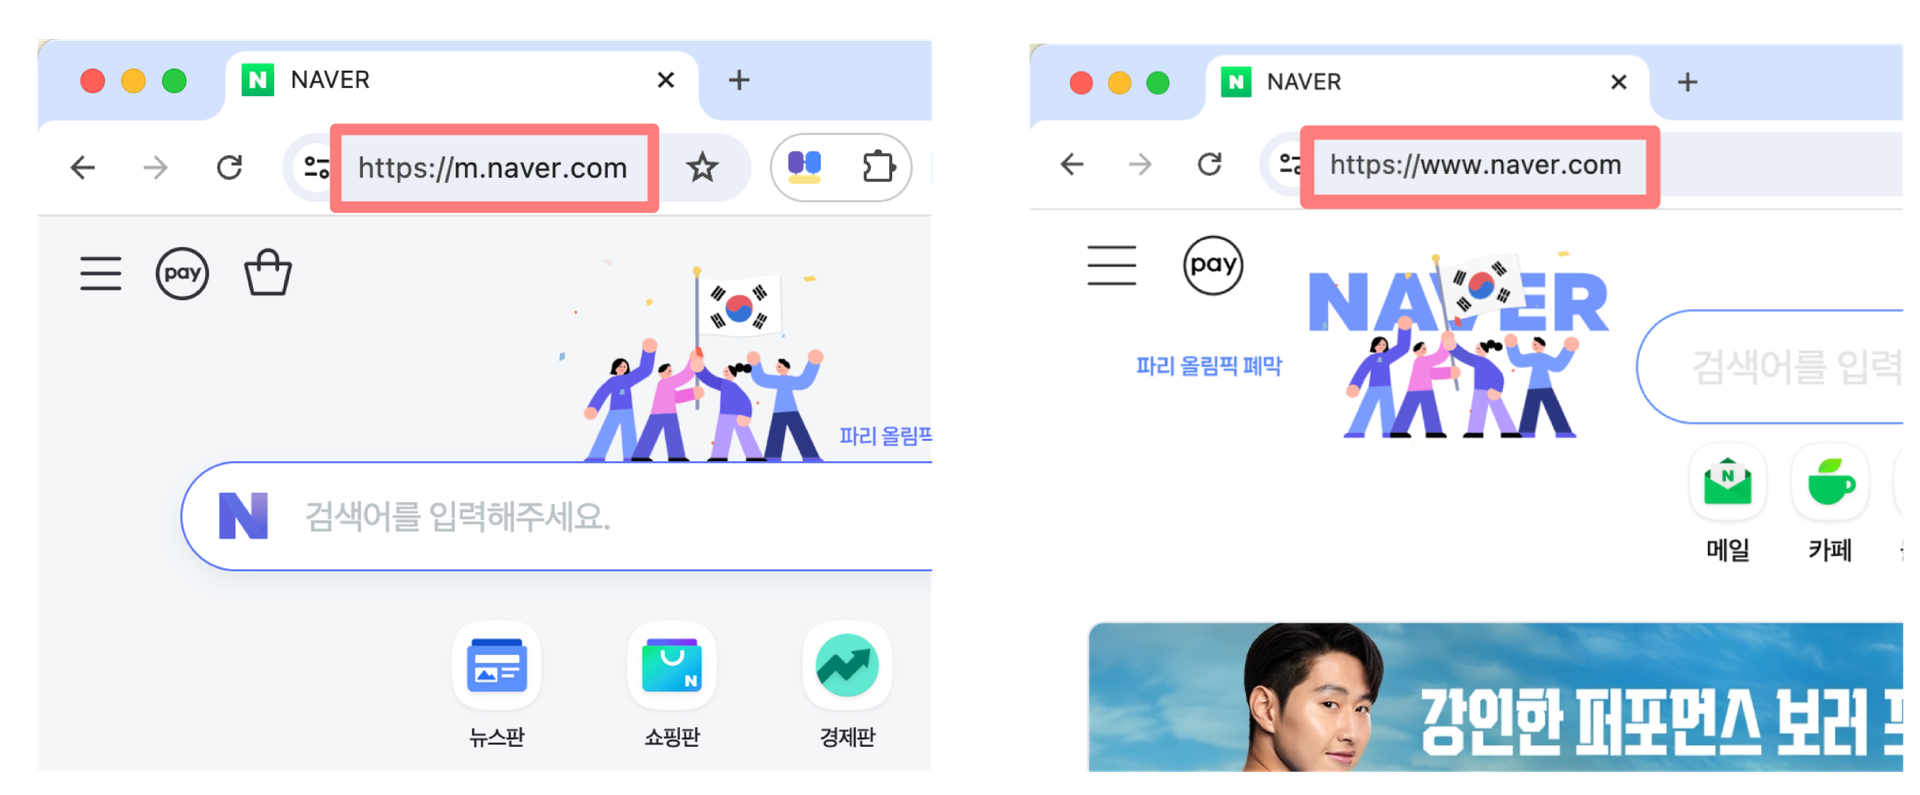 NAVER
https://m.naver.com
pay
파리 올림픽
N
검색어를 입력해주세요.
뉴스판
쇼핑판
경제판
NAVER
https://www.naver.com
pay
NAVER
파리 올림픽 폐막
검색어를 입력
메일
카페
강인한 퍼포먼스 보러